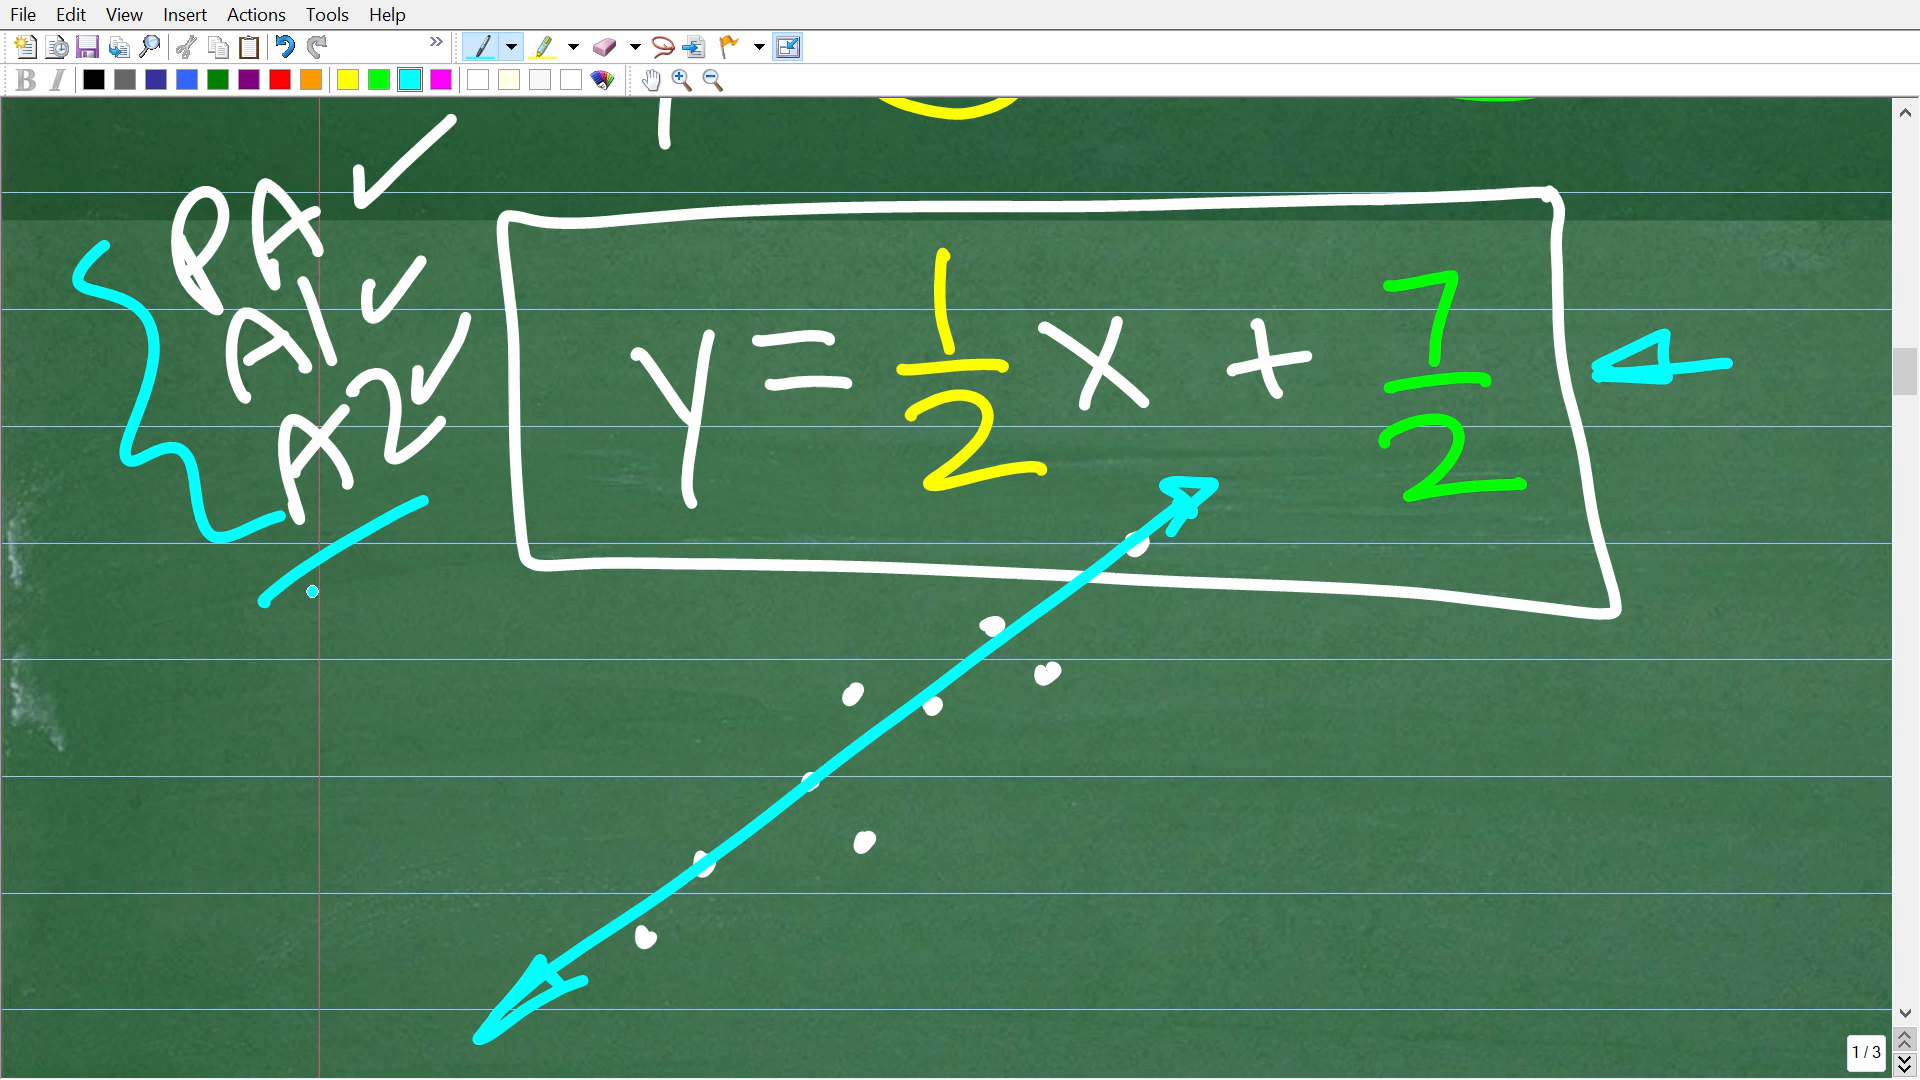 File Edit View Insert Actions Tools Help
B I
PA ✓
A1 ✓
A2 ✓
y = 1/2 x + 7/2
1 / 3